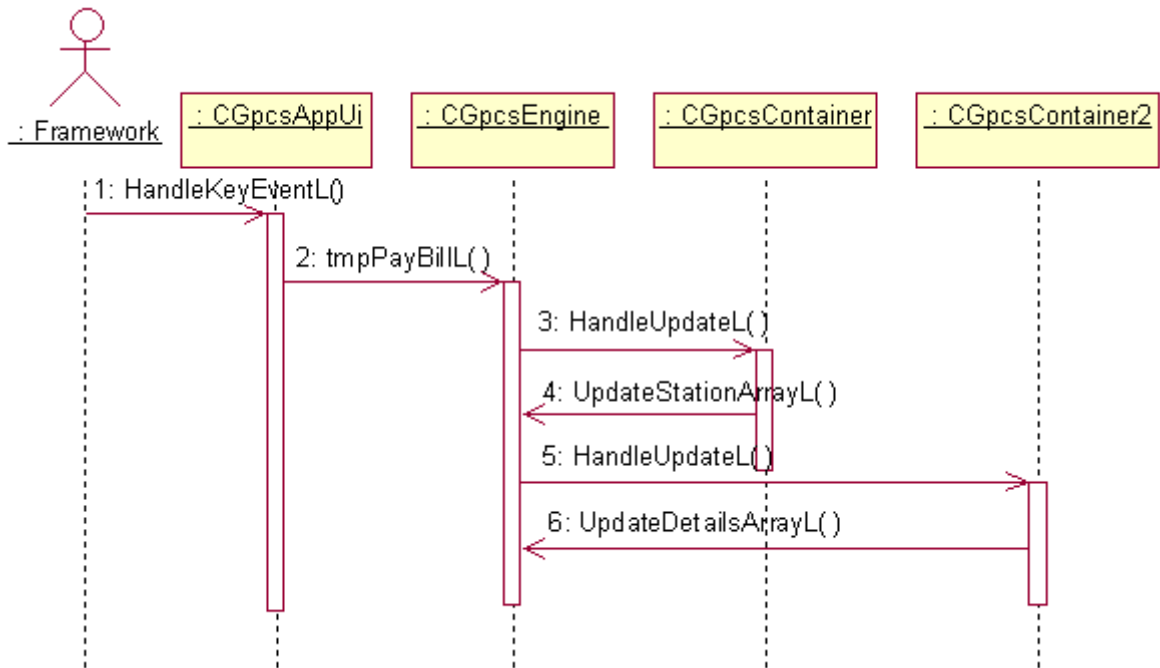 : Framework
: CGpcsAppUi
: CGpcsEngine
: CGpcsContainer
: CGpcsContainer2
1: HandleKeyEventL()
2: tmpPayBillL( )
3: HandleUpdateL( )
4: UpdateStationArrayL( )
5: HandleUpdateL( )
6: UpdateDetailsArrayL( )